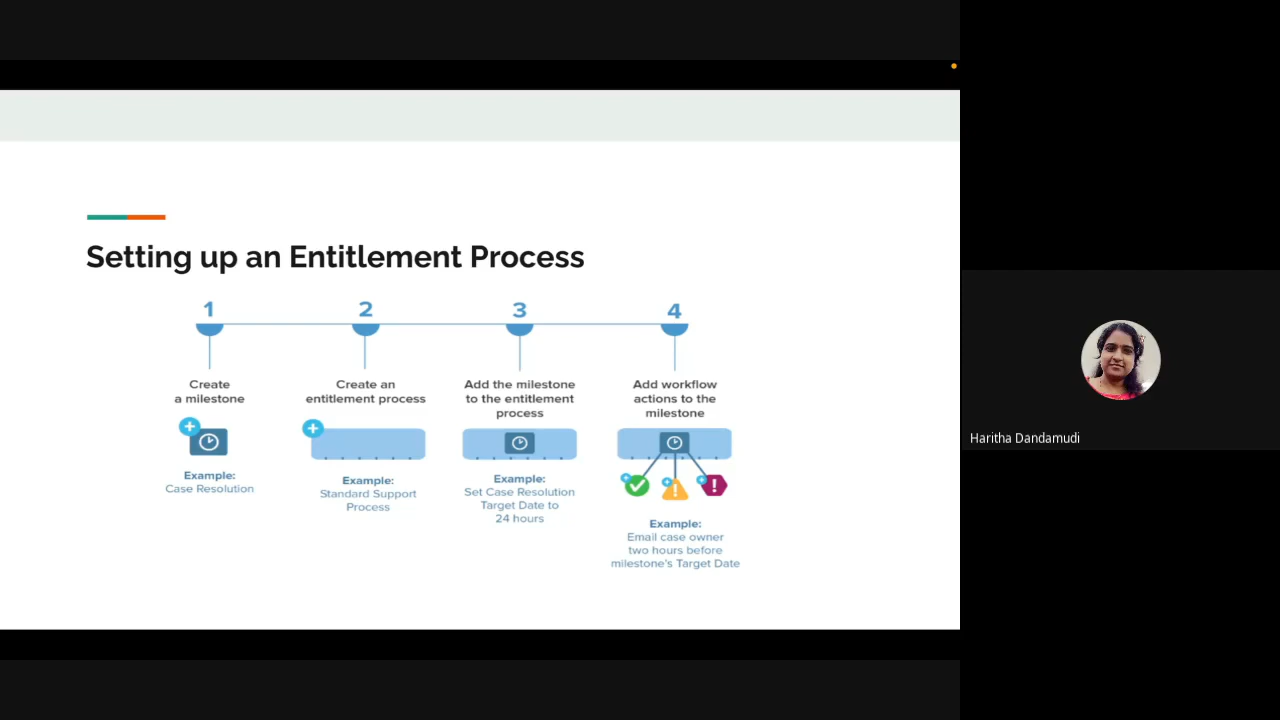 Setting up an Entitlement Process
1
2
3
4
Create
a milestone
Example:
Case Resolution
Create an
entitlement process
Example:
Standard Support
Process
Add the milestone
to the entitlement
process
Example:
Set Case Resolution
Target Date to
24 hours
Add workflow
actions to the
milestone
Example:
Email case owner
two hours before
milestone's Target Date
Haritha Dandamudi